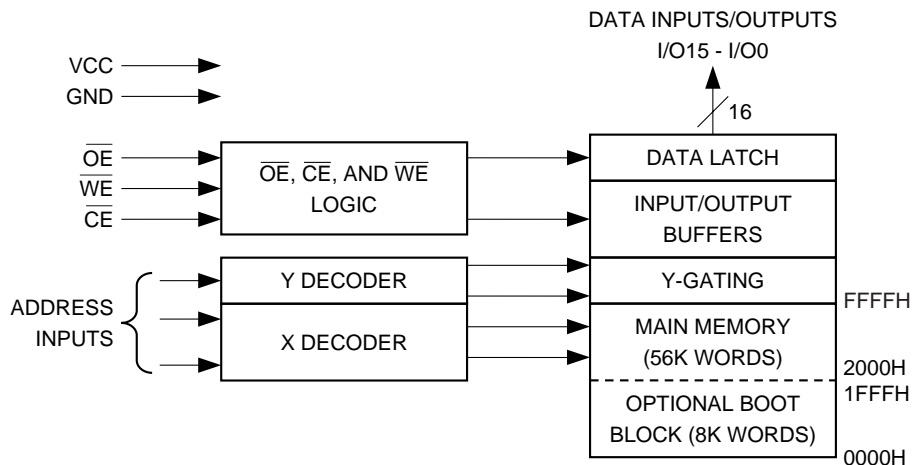 DATA INPUTS/OUTPUTS
I/O15 - I/O0
16
VCC
GND
OE
WE
CE
OE, CE, AND WE
LOGIC
DATA LATCH
INPUT/OUTPUT
BUFFERS
ADDRESS
INPUTS
Y DECODER
X DECODER
Y-GATING
MAIN MEMORY
(56K WORDS)
OPTIONAL BOOT
BLOCK (8K WORDS)
FFFFH
2000H
1FFFH
0000H